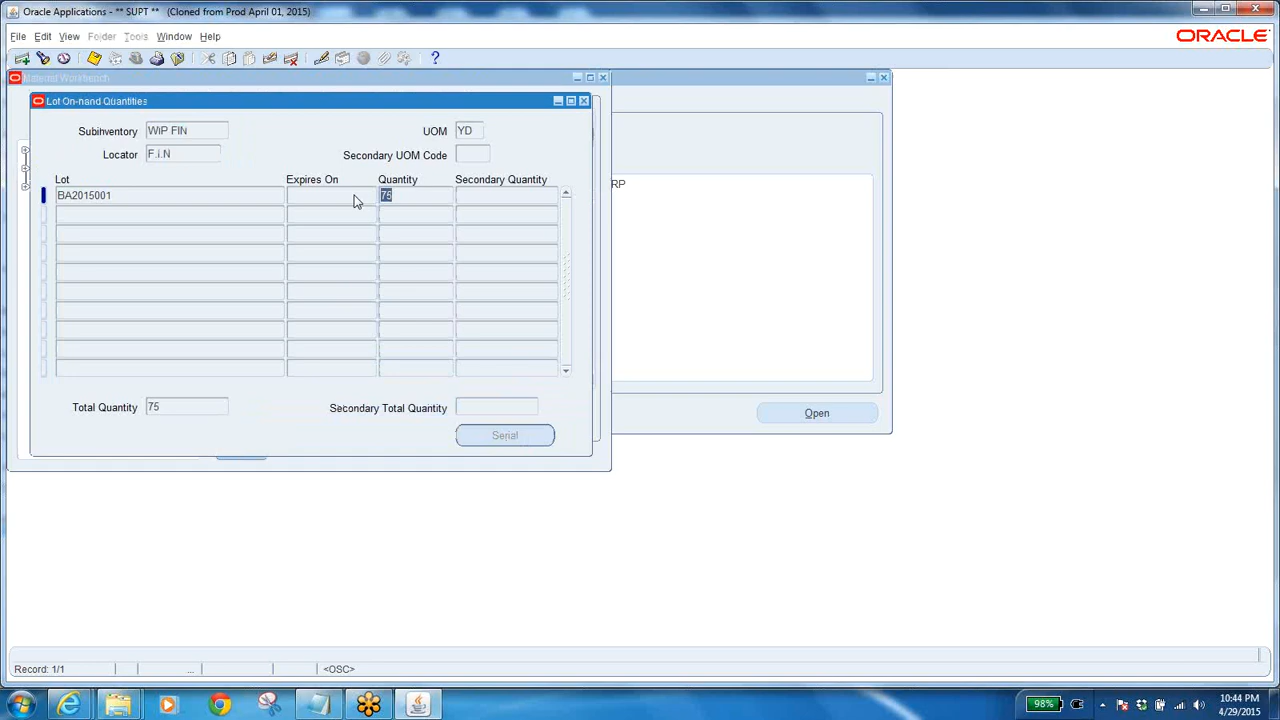 Oracle Applications - ** SUPT ** (Cloned from Prod April 01, 2015)
File Edit View Folder Tools Window Help
ORACLE
Material Workbench
Lot On-hand Quantities
Subinventory WIP FIN UOM YD
Locator F.I.N Secondary UOM Code
RP
Lot Expires On Quantity Secondary Quantity
BA2015001 75
Total Quantity 75 Secondary Total Quantity
Open
Serial
Record: 1/1 ... <OSC>
98% 10:44 PM
4/29/2015